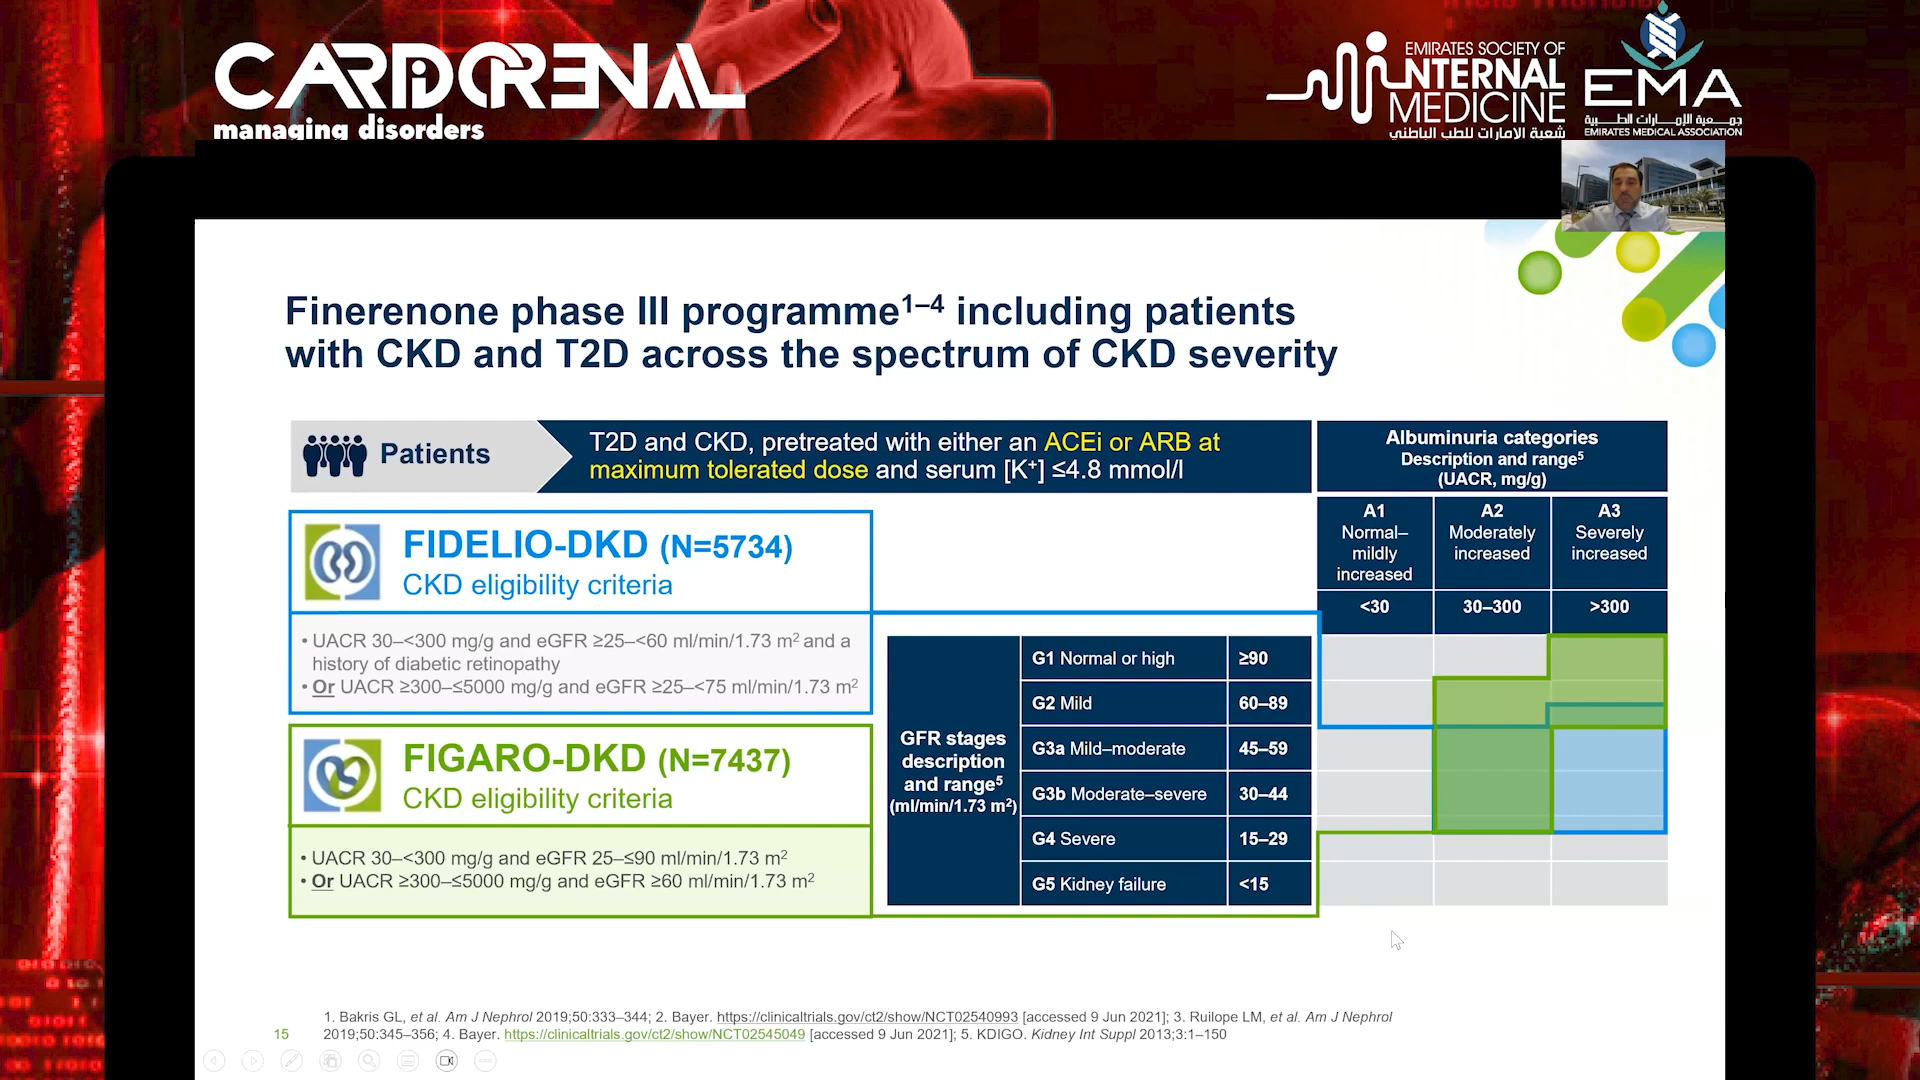 CARDIORENAL
managing disorders
EMIRATES SOCIETY OF
INTERNAL
MEDICINE
شعبة الإمارات للطب الباطني
EMA
جمعية الإمارات الطبية
EMIRATES MEDICAL ASSOCIATION
Finerenone phase III programme¹⁻⁴ including patients
with CKD and T2D across the spectrum of CKD severity
Patients
T2D and CKD, pretreated with either an ACEi or ARB at
maximum tolerated dose and serum [K⁺] ≤4.8 mmol/l
FIDELIO-DKD (N=5734)
CKD eligibility criteria
• UACR 30–<300 mg/g and eGFR ≥25–<60 ml/min/1.73 m² and a
history of diabetic retinopathy
• Or UACR ≥300–≤5000 mg/g and eGFR ≥25–<75 ml/min/1.73 m²
FIGARO-DKD (N=7437)
CKD eligibility criteria
• UACR 30–<300 mg/g and eGFR 25–≤90 ml/min/1.73 m²
• Or UACR ≥300–≤5000 mg/g and eGFR ≥60 ml/min/1.73 m²
Albuminuria categories
Description and range⁵
(UACR, mg/g)
A1
Normal–
mildly
increased
A2
Moderately
increased
A3
Severely
increased
<30
30–300
>300
GFR stages
description
and range⁵
(ml/min/1.73 m²)
G1 Normal or high ≥90
G2 Mild 60–89
G3a Mild–moderate 45–59
G3b Moderate–severe 30–44
G4 Severe 15–29
G5 Kidney failure <15
1. Bakris GL, et al. Am J Nephrol 2019;50:333–344; 2. Bayer. https://clinicaltrials.gov/ct2/show/NCT02540993 [accessed 9 Jun 2021]; 3. Ruilope LM, et al. Am J Nephrol
2019;50:345–356; 4. Bayer. https://clinicaltrials.gov/ct2/show/NCT02545049 [accessed 9 Jun 2021]; 5. KDIGO. Kidney Int Suppl 2013;3:1–150
15